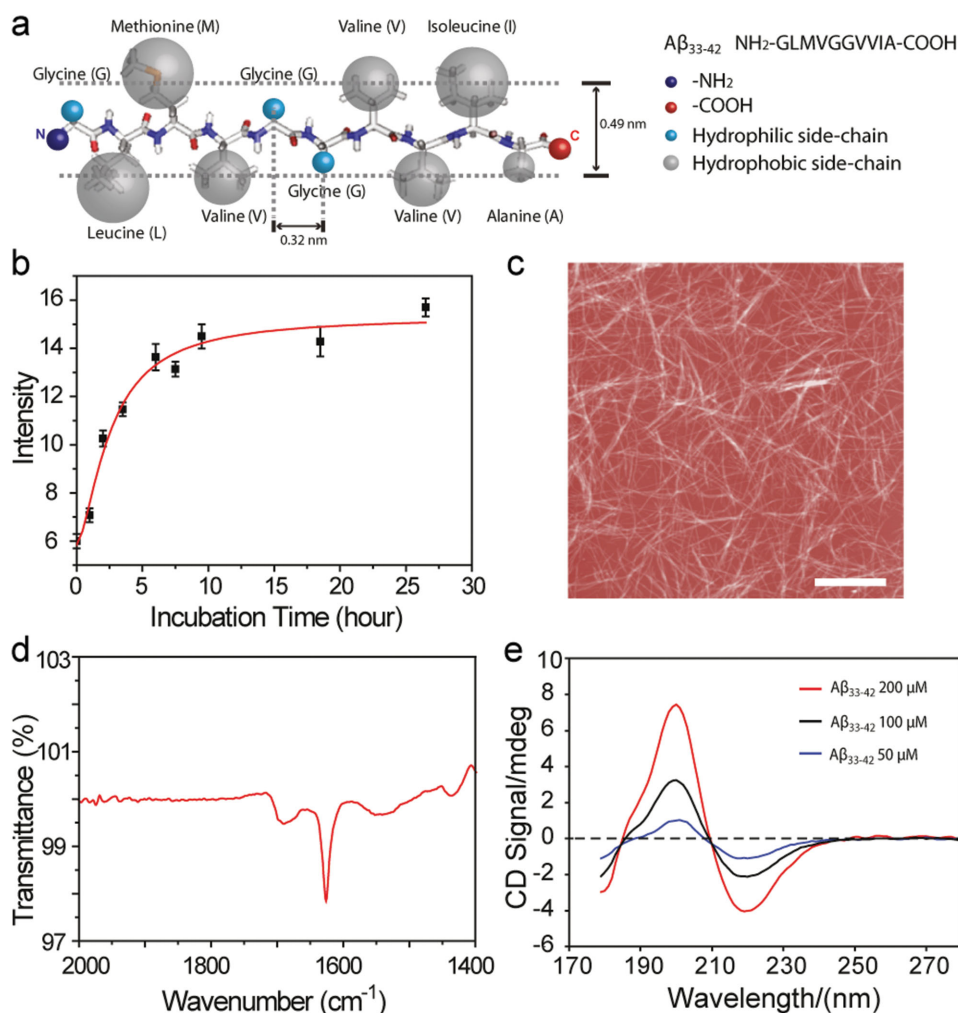 a
Methionine (M)
Valine (V)
Isoleucine (I)
Glycine (G)
Glycine (G)
N
C
0.49 nm
Glycine (G)
Valine (V)
Valine (V)
Alanine (A)
Leucine (L)
0.32 nm
Aβ33-42 NH2-GLMVGGVVIA-COOH
-NH2
-COOH
Hydrophilic side-chain
Hydrophobic side-chain
b
Intensity
16
14
12
10
8
6
0 5 10 15 20 25 30
Incubation Time (hour)
c
d
Transmittance (%)
103
101
99
97
2000 1800 1600 1400
Wavenumber (cm-1)
e
CD Signal/mdeg
10
8
6
4
2
0
-2
-4
-6
Aβ33-42 200 μM
Aβ33-42 100 μM
Aβ33-42 50 μM
170 190 210 230 250 270
Wavelength/(nm)